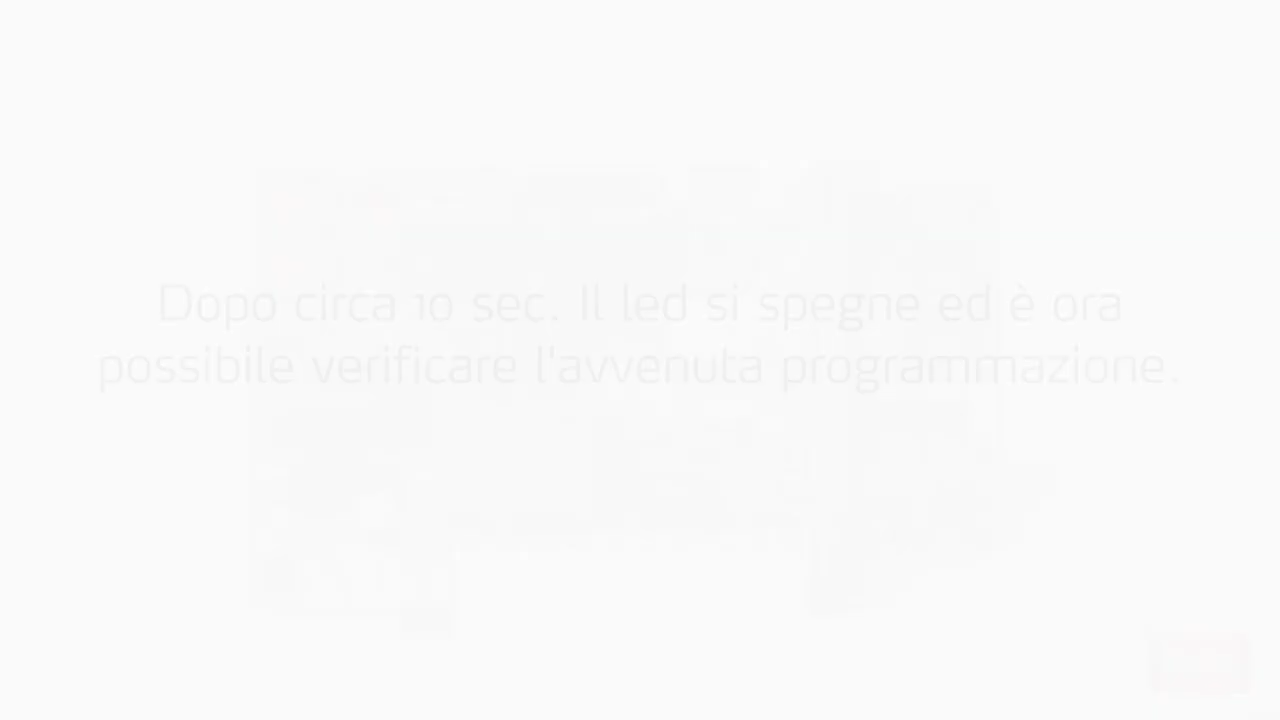 Dopo circa 10 sec. Il led si spegne ed è ora
possibile verificare l'avvenuta programmazione.